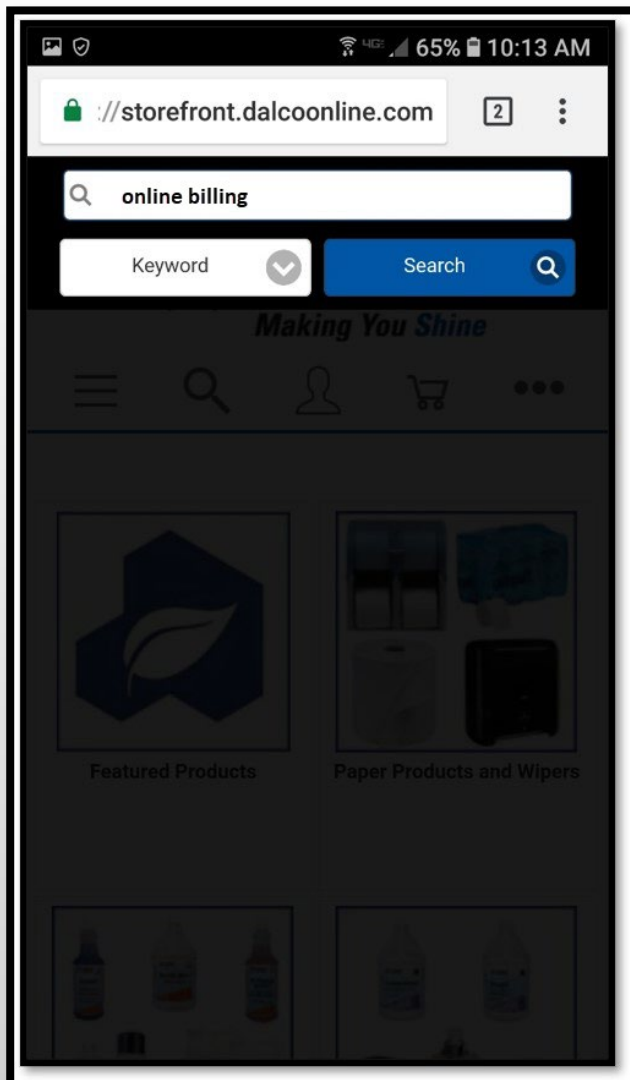 4G 65% 10:13 AM
://storefront.dalcoonline.com 2
online billing
Keyword Search
Making You Shine
Featured Products Paper Products and Wipers